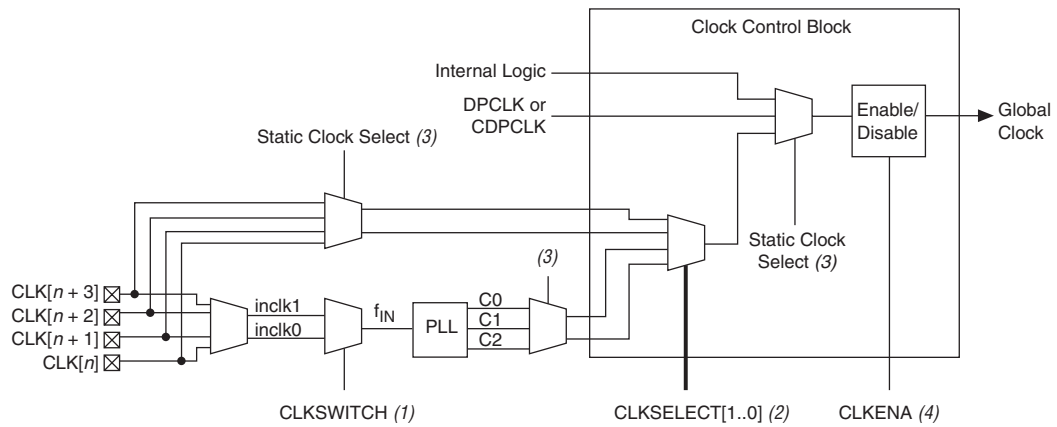 Clock Control Block
Internal Logic
DPCLK or
CDPCLK
Enable/
Disable
Global
Clock
Static Clock Select (3)
Static Clock
Select (3)
(3)
CLK[n + 3]
CLK[n + 2]
CLK[n + 1]
CLK[n]
inclk1
inclk0
fIN
PLL
C0
C1
C2
CLKSWITCH (1)
CLKSELECT[1..0] (2)
CLKENA (4)